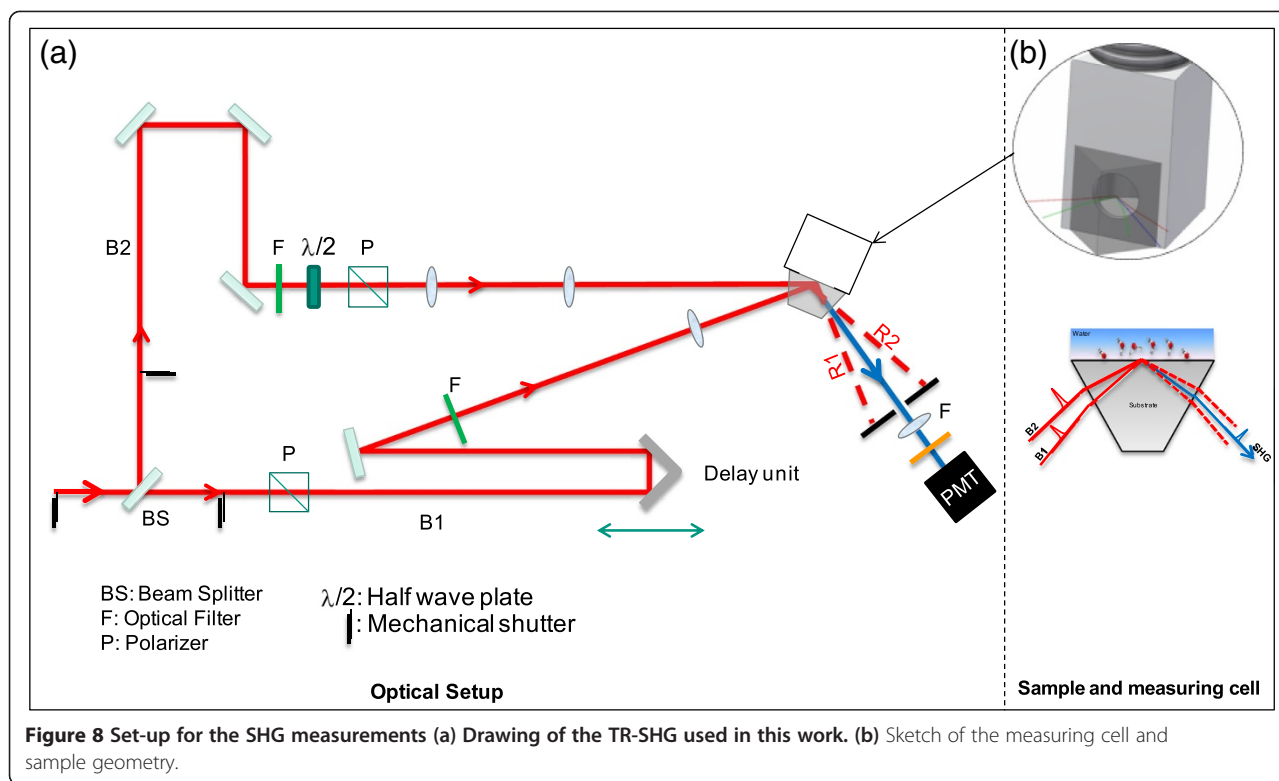 (a)
(b)
B2
F
λ/2
P
R1
R2
F
F
P
Delay unit
PMT
BS
B1
BS: Beam Splitter
F: Optical Filter
P: Polarizer
λ/2: Half wave plate
: Mechanical shutter
Optical Setup
Water
Substrate
B2
B1
SHG
Sample and measuring cell
Figure 8 Set-up for the SHG measurements (a) Drawing of the TR-SHG used in this work. (b) Sketch of the measuring cell and
sample geometry.